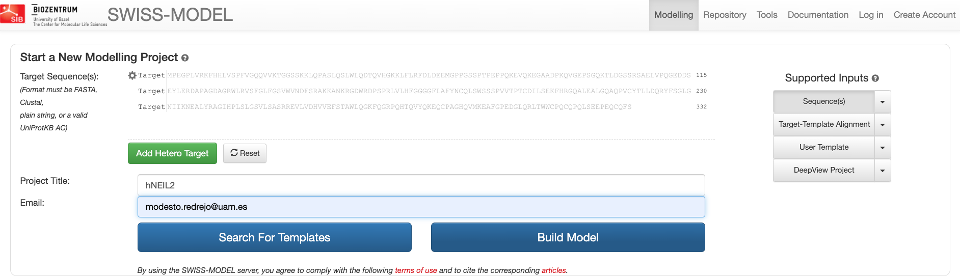 SIB
BIOZENTRUM
University of Basel
The Center for Molecular Life Sciences
SWISS-MODEL
Modelling Repository Tools Documentation Log in Create Account
Start a New Modelling Project
Target Sequence(s):
(Format must be FASTA,
Clustal,
plain string, or a valid
UniProtKB AC)
Target 115
Target 230
Target 332
Supported Inputs
Sequence(s)
Target-Template Alignment
User Template
DeepView Project
Add Hetero Target Reset
Project Title: hNEIL2
Email: modesto.redrejo@uam.es
Search For Templates Build Model
By using the SWISS-MODEL server, you agree to comply with the following terms of use and to cite the corresponding articles.